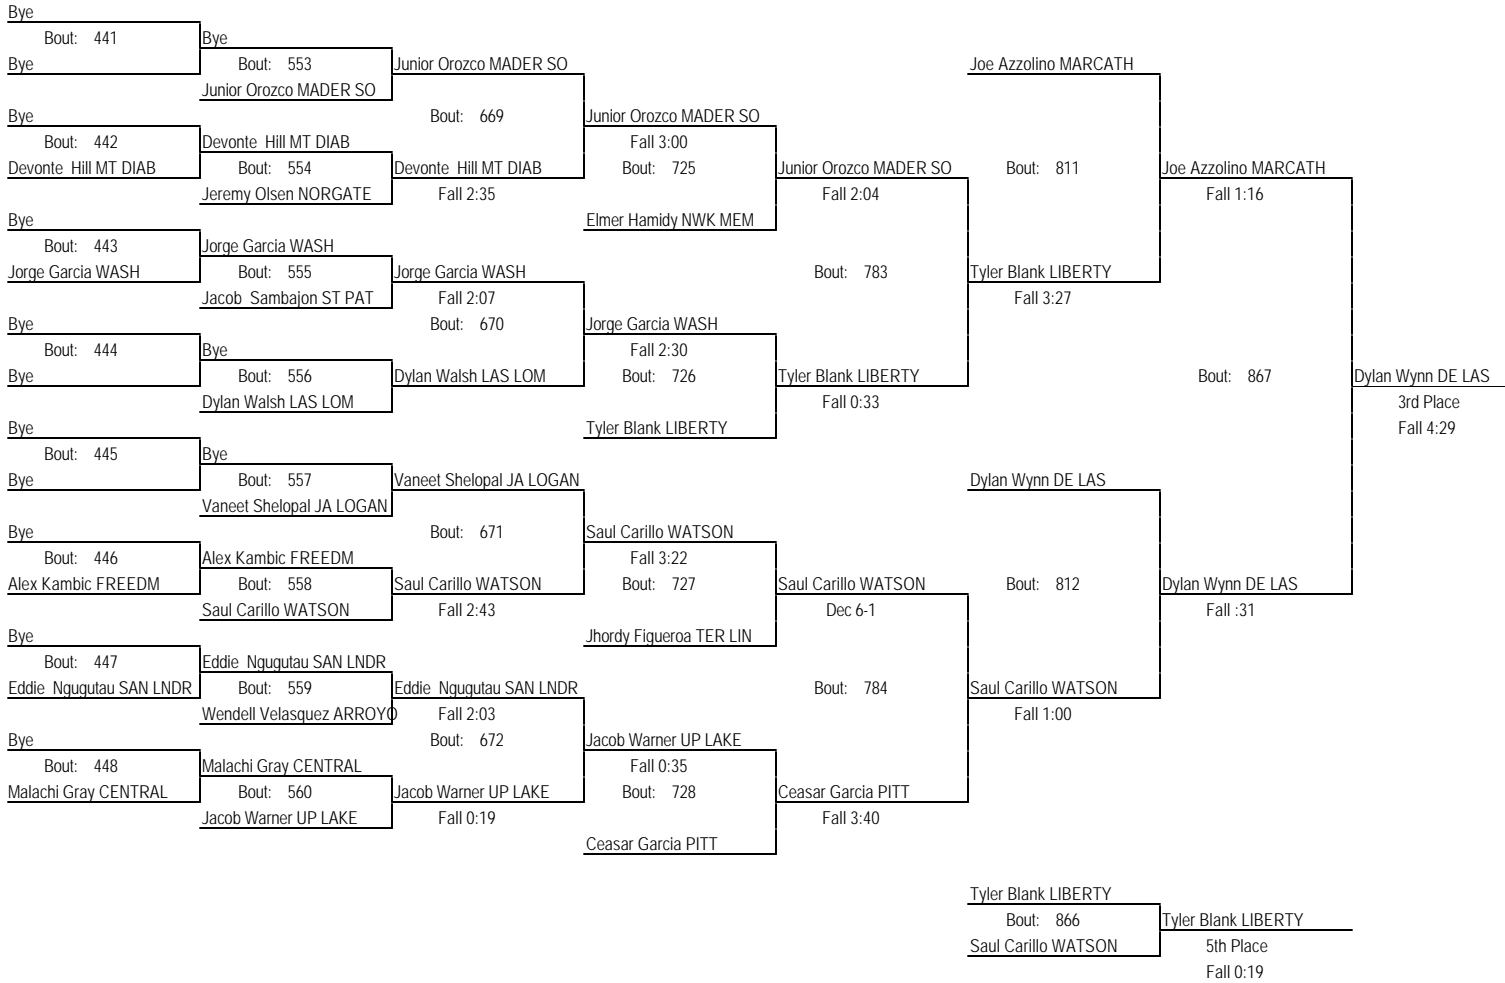 Bye
Bout: 441
Bye
Bye
Bout: 553
Junior Orozco MADER SO
Bye
Bout: 442
Devonte Hill MT DIAB
Devonte Hill MT DIAB
Bout: 554
Jeremy Olsen NORGATE
Bye
Bout: 443
Jorge Garcia WASH
Jorge Garcia WASH
Bout: 555
Jacob Sambajon ST PAT
Bye
Bout: 444
Bye
Bye
Bout: 556
Dylan Walsh LAS LOM
Bye
Bout: 445
Bye
Bye
Bout: 557
Vaneet Shelopal JA LOGAN
Bye
Bout: 446
Alex Kambic FREEDM
Alex Kambic FREEDM
Bout: 558
Saul Carillo WATSON
Bye
Bout: 447
Eddie Ngugutau SAN LNDR
Eddie Ngugutau SAN LNDR
Bout: 559
Wendell Velasquez ARROYO
Bye
Bout: 448
Malachi Gray CENTRAL
Malachi Gray CENTRAL
Bout: 560
Jacob Warner UP LAKE
Junior Orozco MADER SO
Bout: 669
Devonte Hill MT DIAB
Fall 2:35
Jorge Garcia WASH
Fall 2:07
Bout: 670
Dylan Walsh LAS LOM
Vaneet Shelopal JA LOGAN
Bout: 671
Saul Carillo WATSON
Fall 2:43
Eddie Ngugutau SAN LNDR
Fall 2:03
Bout: 672
Jacob Warner UP LAKE
Fall 0:19
Junior Orozco MADER SO
Fall 3:00
Bout: 725
Elmer Hamidy NWK MEM
Jorge Garcia WASH
Fall 2:30
Bout: 726
Tyler Blank LIBERTY
Saul Carillo WATSON
Fall 3:22
Bout: 727
Jhordy Figueroa TER LIN
Jacob Warner UP LAKE
Fall 0:35
Bout: 728
Ceasar Garcia PITT
Junior Orozco MADER SO
Fall 2:04
Bout: 783
Tyler Blank LIBERTY
Fall 0:33
Saul Carillo WATSON
Dec 6-1
Bout: 784
Ceasar Garcia PITT
Fall 3:40
Joe Azzolino MARCATH
Bout: 811
Tyler Blank LIBERTY
Fall 3:27
Dylan Wynn DE LAS
Bout: 812
Saul Carillo WATSON
Fall 1:00
Joe Azzolino MARCATH
Fall 1:16
Bout: 867
Dylan Wynn DE LAS
Fall :31
Dylan Wynn DE LAS
3rd Place
Fall 4:29
Tyler Blank LIBERTY
Bout: 866
Saul Carillo WATSON
Tyler Blank LIBERTY
5th Place
Fall 0:19